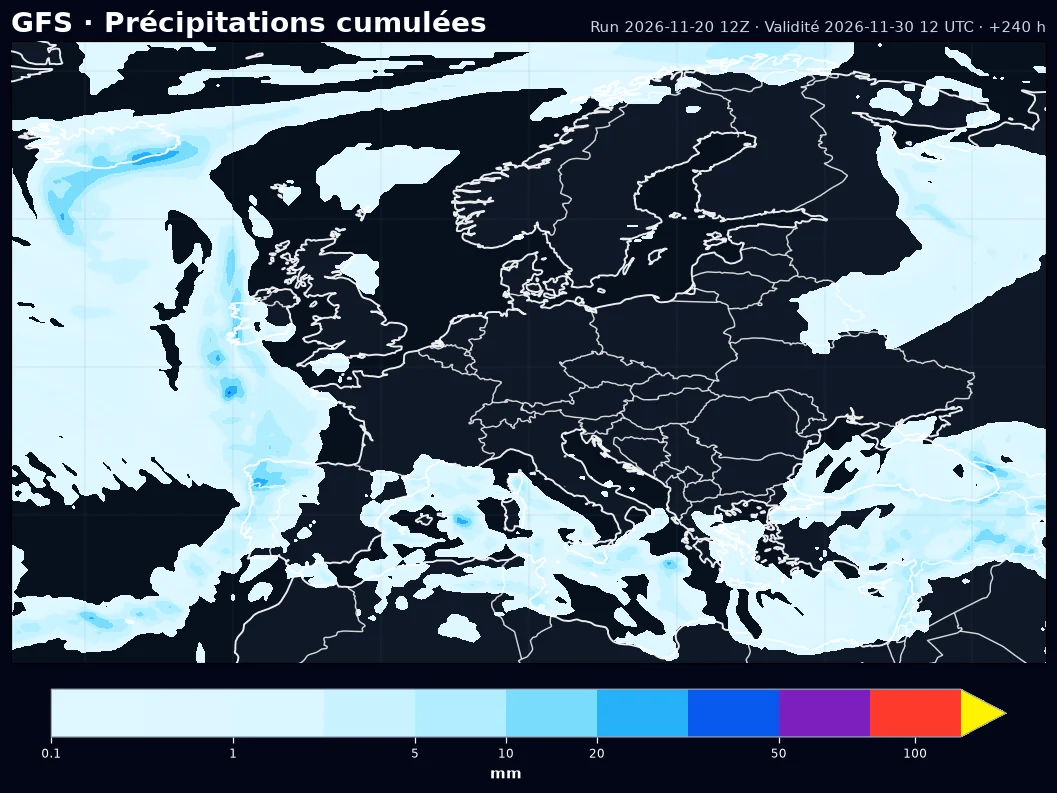 GFS · Précipitations cumulées
Run 2026-11-20 12Z · Validité 2026-11-30 12 UTC · +240 h
0.1 1 5 10 20 50 100
mm